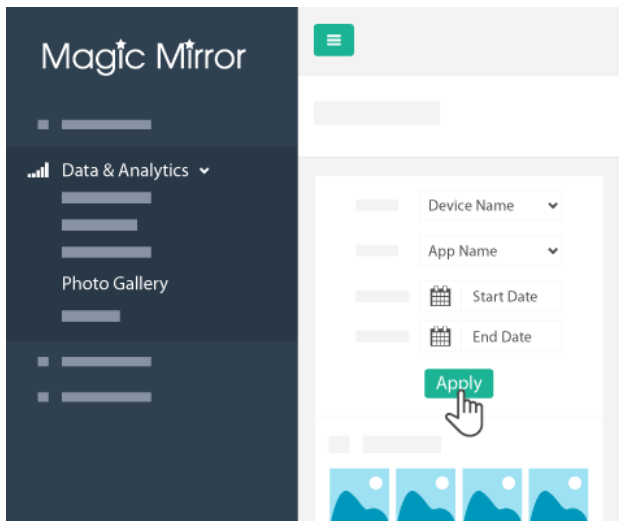 Magic Mirror
Data & Analytics
Photo Gallery
Device Name
App Name
Start Date
End Date
Apply